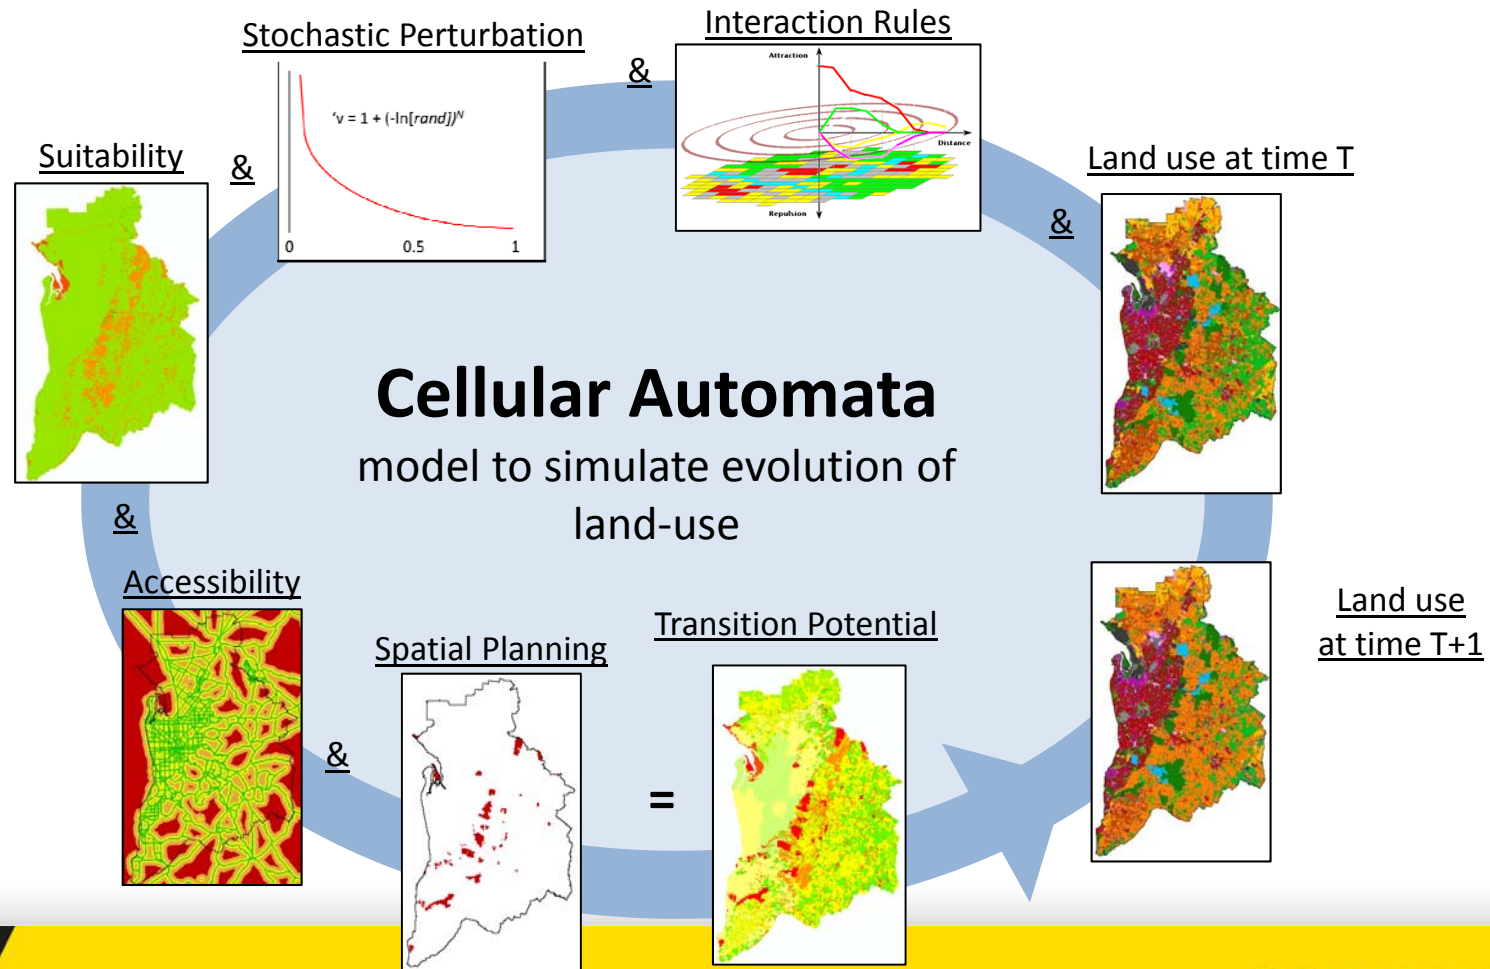 Stochastic Perturbation
&
Interaction Rules
Attraction
Distance
Repulsion
‘v = 1 + (-ln[rand])N
0 0.5 1
Suitability
&
Land use at time T
&
Cellular Automata
model to simulate evolution of
land-use
&
Accessibility
&
Spatial Planning
=
Transition Potential
Land use
at time T+1